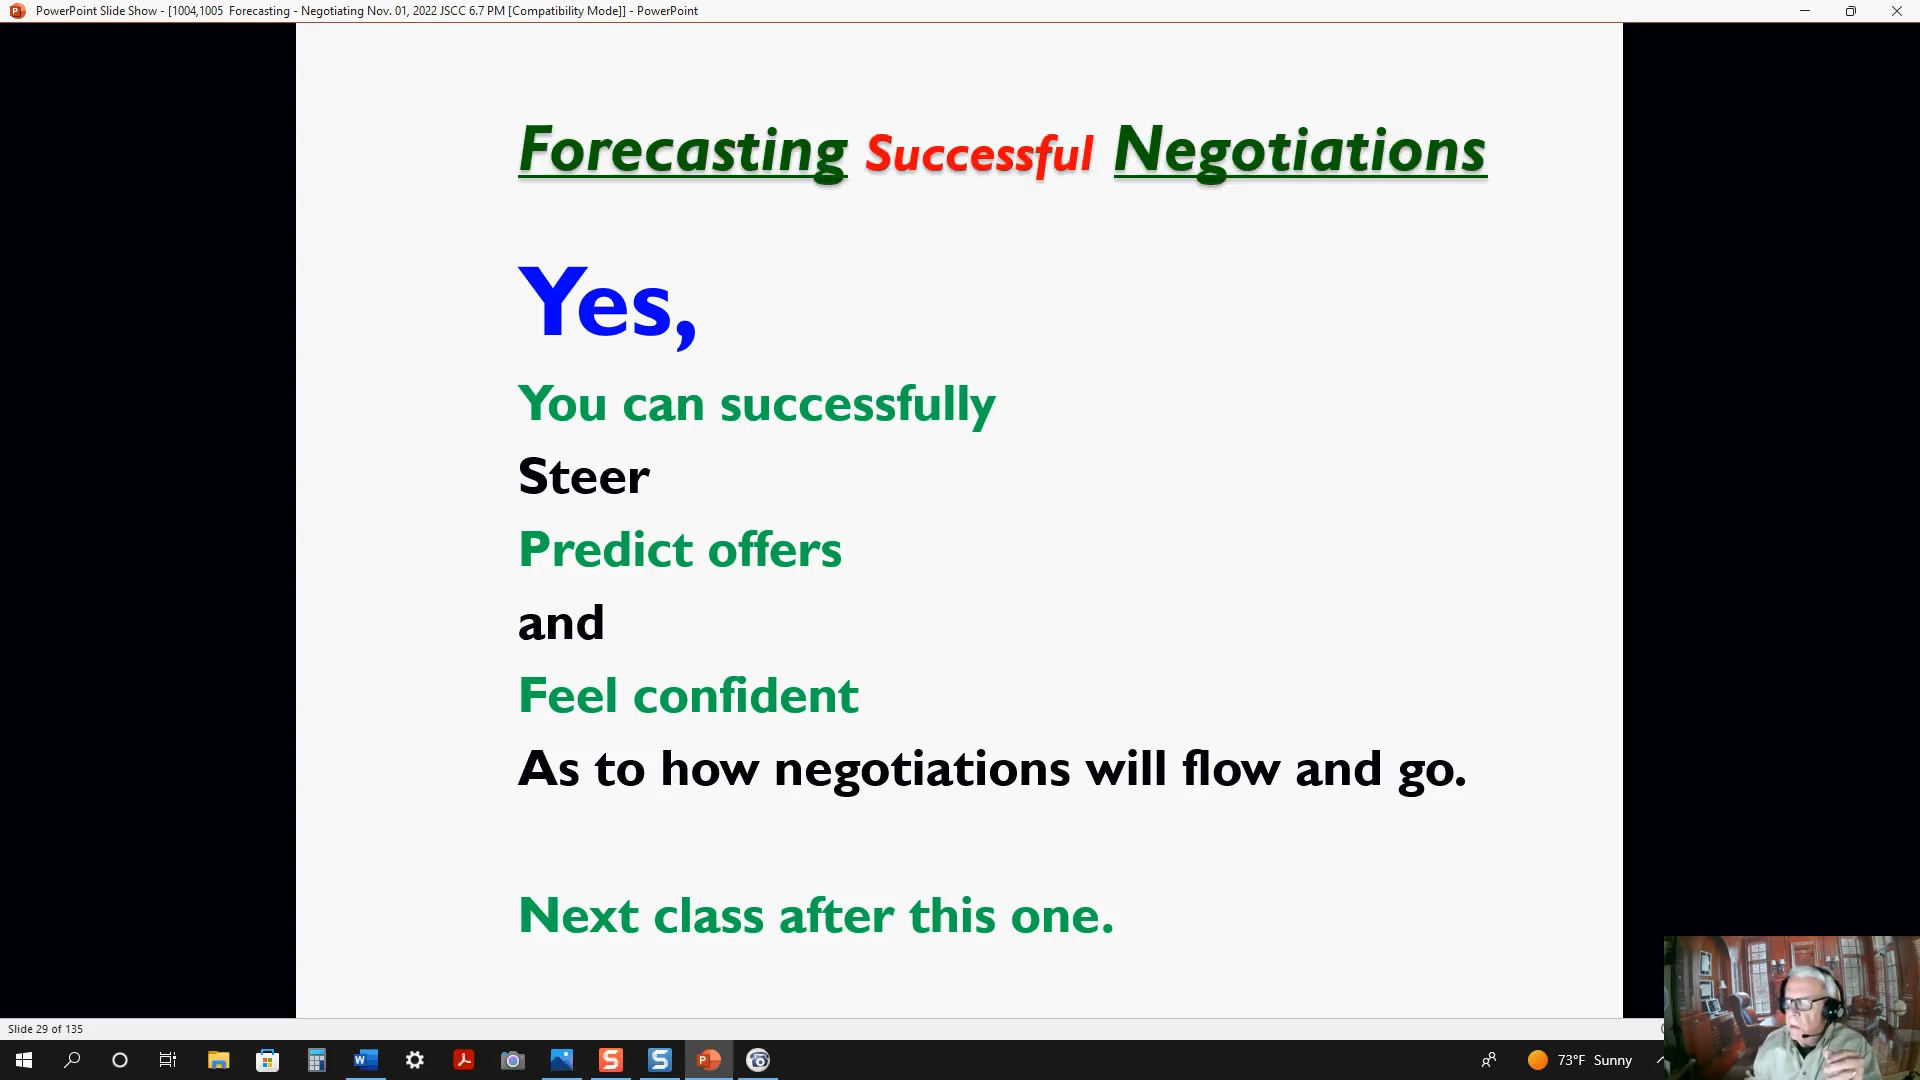 PowerPoint Slide Show - [1004,1005  Forecasting - Negotiating Nov. 01, 2022 JSCC 6.7 PM [Compatibility Mode]] - PowerPoint
Forecasting Successful Negotiations
Yes,
You can successfully
Steer
Predict offers
and
Feel confident
As to how negotiations will flow and go.
Next class after this one.
Slide 29 of 135
73°F Sunny